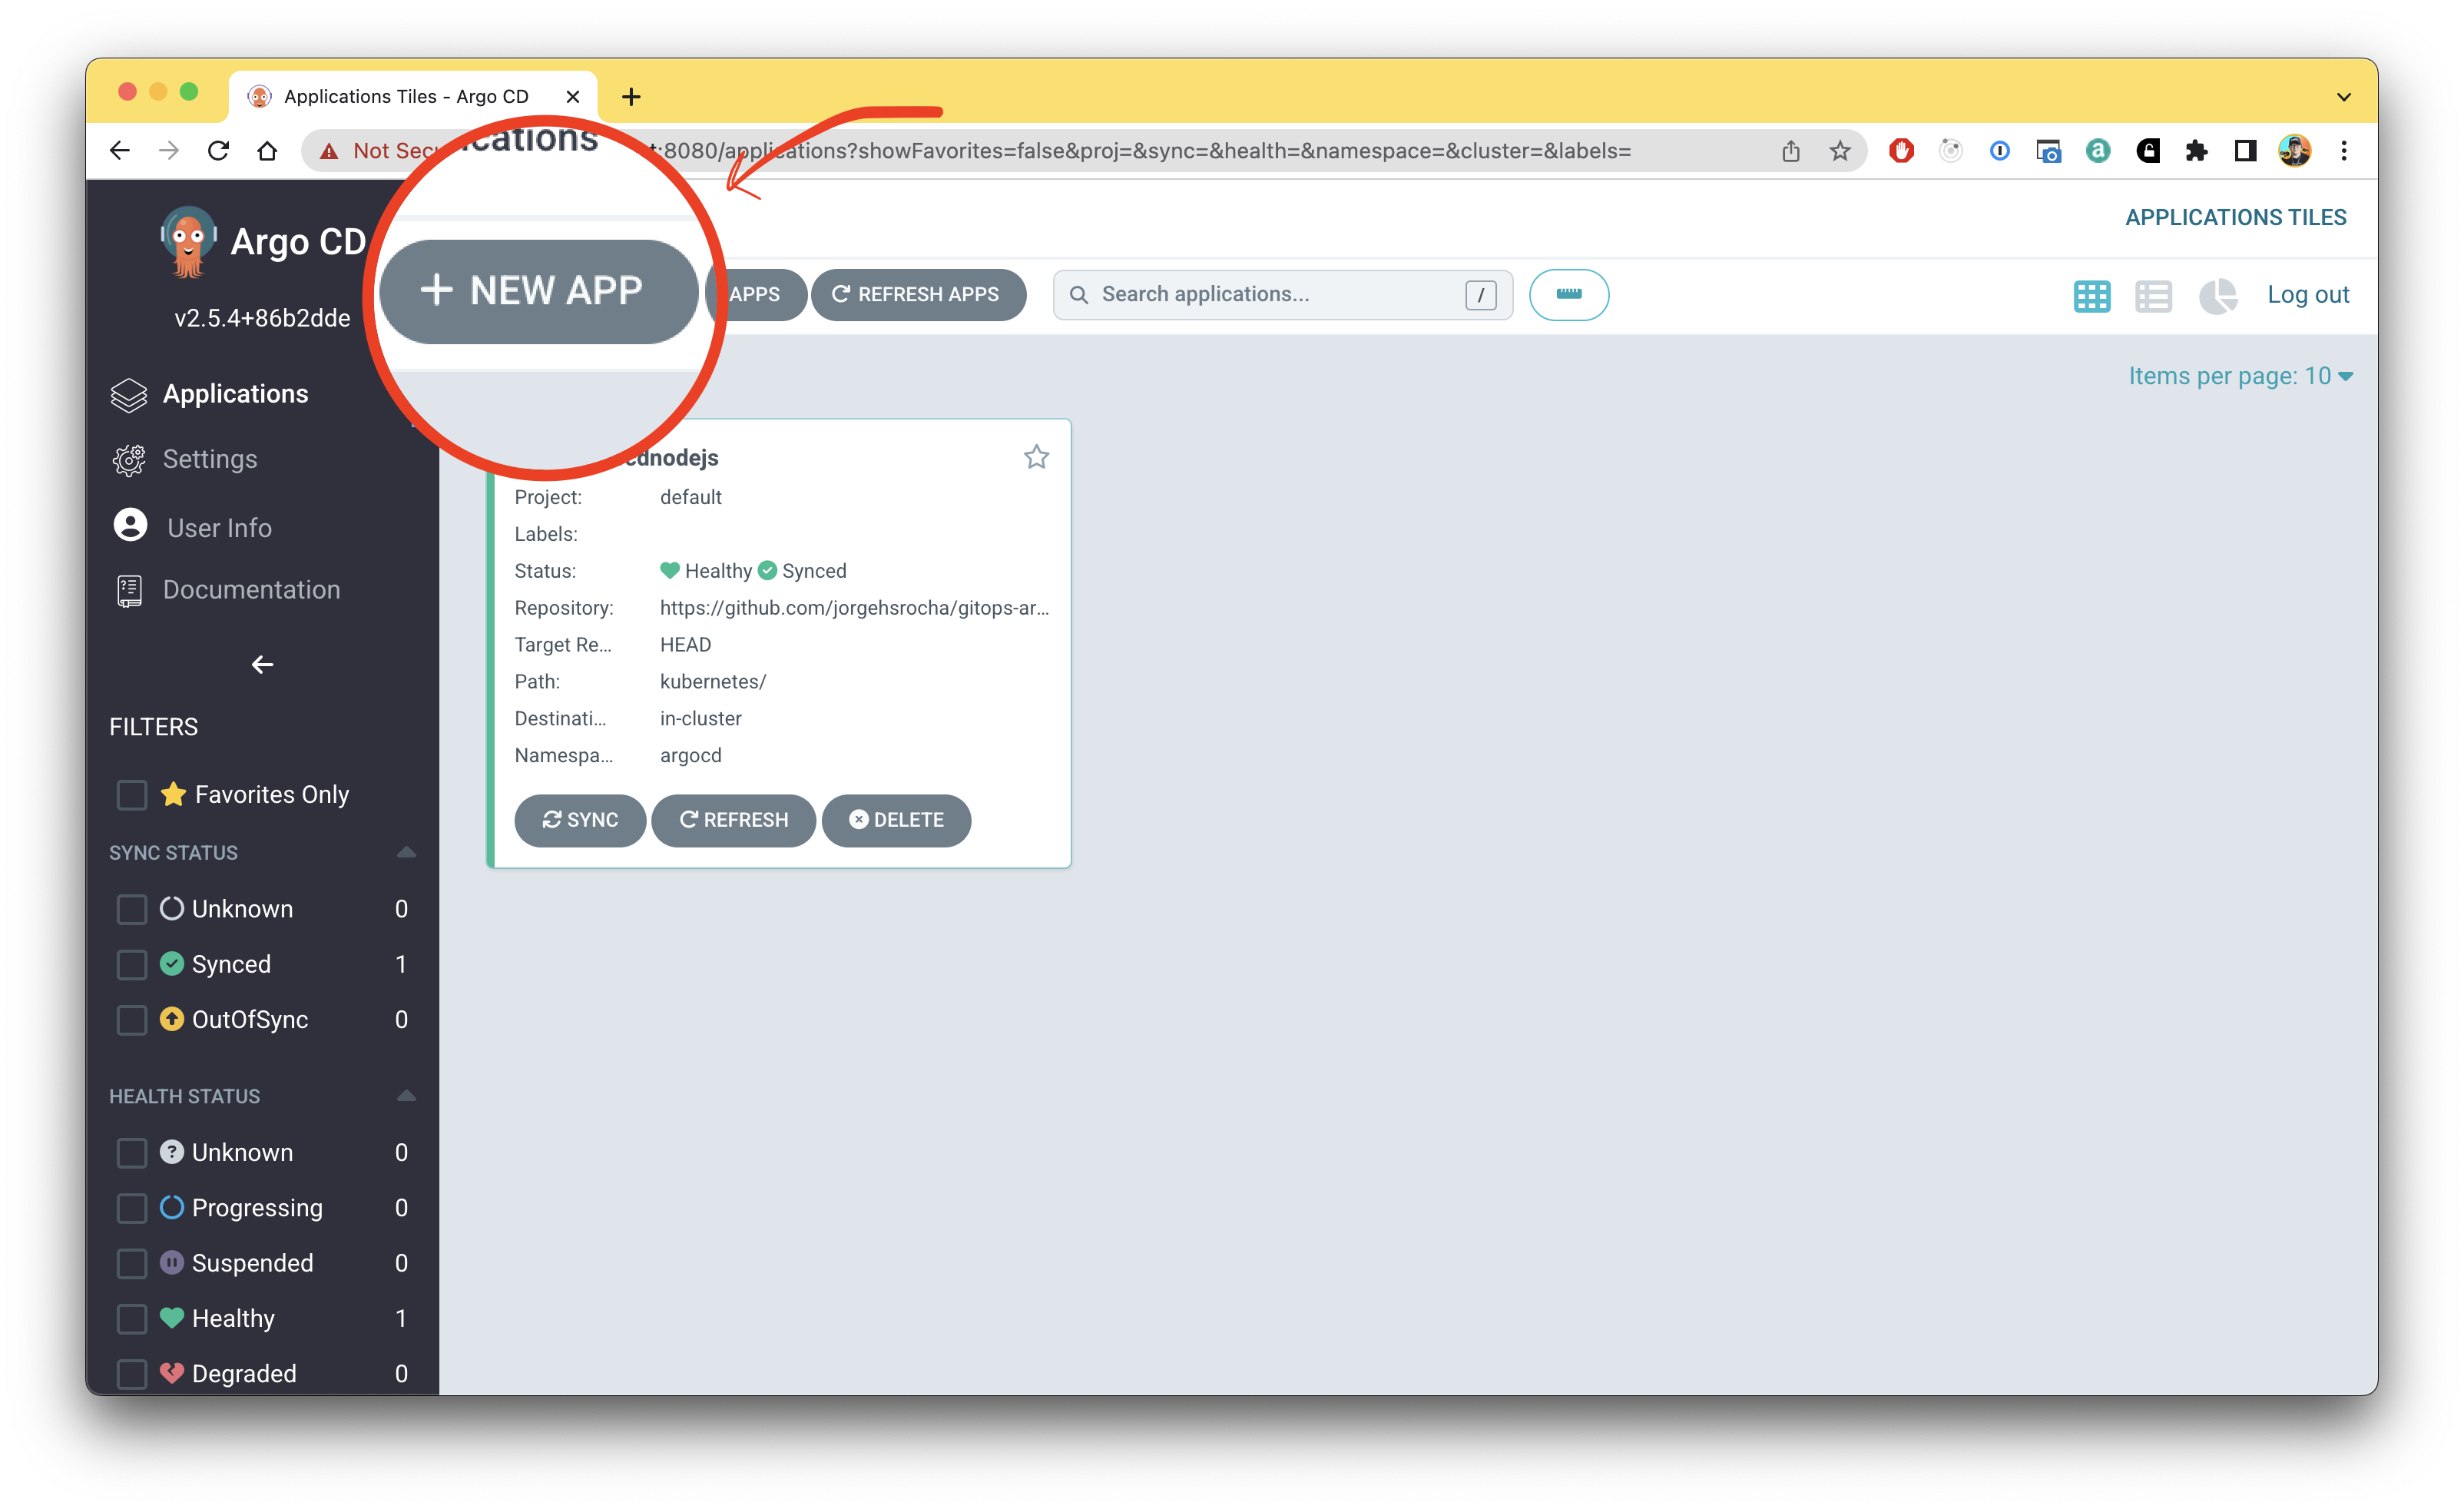 Applications Tiles - Argo CD
Not Sec
:8080/applications?showFavorites=false&proj=&sync=&health=&namespace=&cluster=&labels=
cations
Argo CD
v2.5.4+86b2dde
APPLICATIONS TILES
+ NEW APP
APPS
REFRESH APPS
Search applications...
/
Log out
Items per page: 10
Applications
Settings
User Info
Documentation
FILTERS
Favorites Only
SYNC STATUS
Unknown 0
Synced 1
OutOfSync 0
HEALTH STATUS
Unknown 0
Progressing 0
Suspended 0
Healthy 1
Degraded 0
cdnodejs
Project: default
Labels:
Status: Healthy Synced
Repository: https://github.com/jorgehsrocha/gitops-ar...
Target Re... HEAD
Path: kubernetes/
Destinati... in-cluster
Namespa... argocd
SYNC REFRESH DELETE